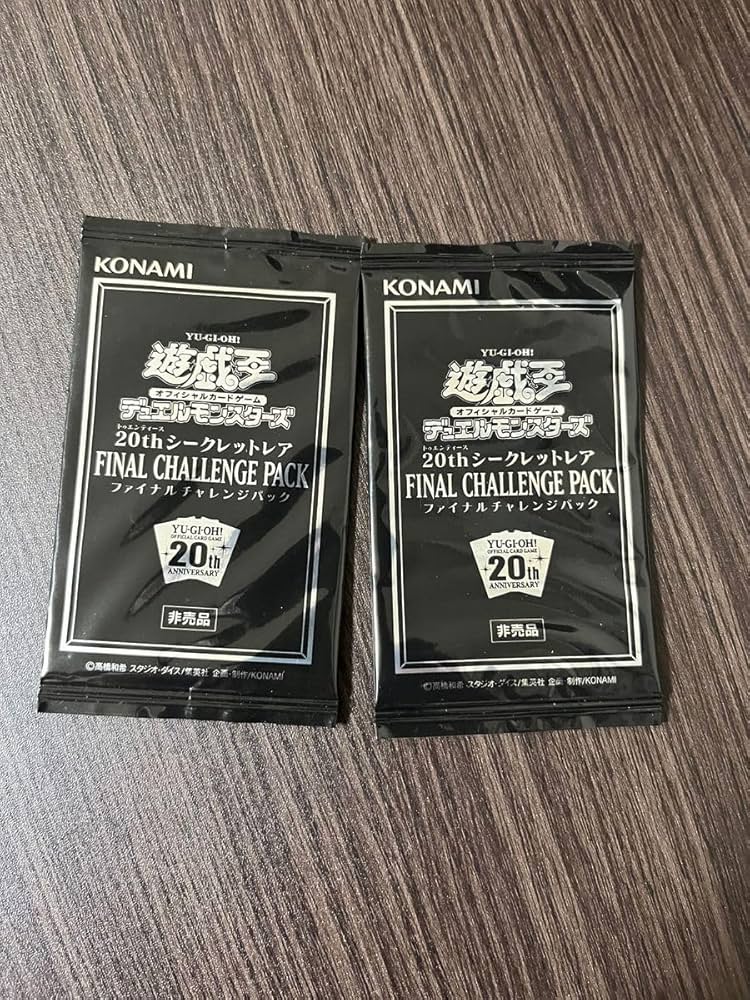 KONAMI
YU-GI-OH!
遊戯王
オフィシャルカードゲーム
デュエルモンスターズ
トゥエンティース
20thシークレットレア
FINAL CHALLENGE PACK
ファイナルチャレンジパック
YU-GI-OH!
OFFICIAL CARD GAME
20th
ANNIVERSARY
非売品
©高橋和希 スタジオ・ダイス/集英社 企画・制作/KONAMI
KONAMI
YU-GI-OH!
遊戯王
オフィシャルカードゲーム
デュエルモンスターズ
トゥエンティース
20thシークレットレア
FINAL CHALLENGE PACK
ファイナルチャレンジパック
YU-GI-OH!
OFFICIAL CARD GAME
20th
ANNIVERSARY
非売品
©高橋和希 スタジオ・ダイス/集英社 企画・制作/KONAMI